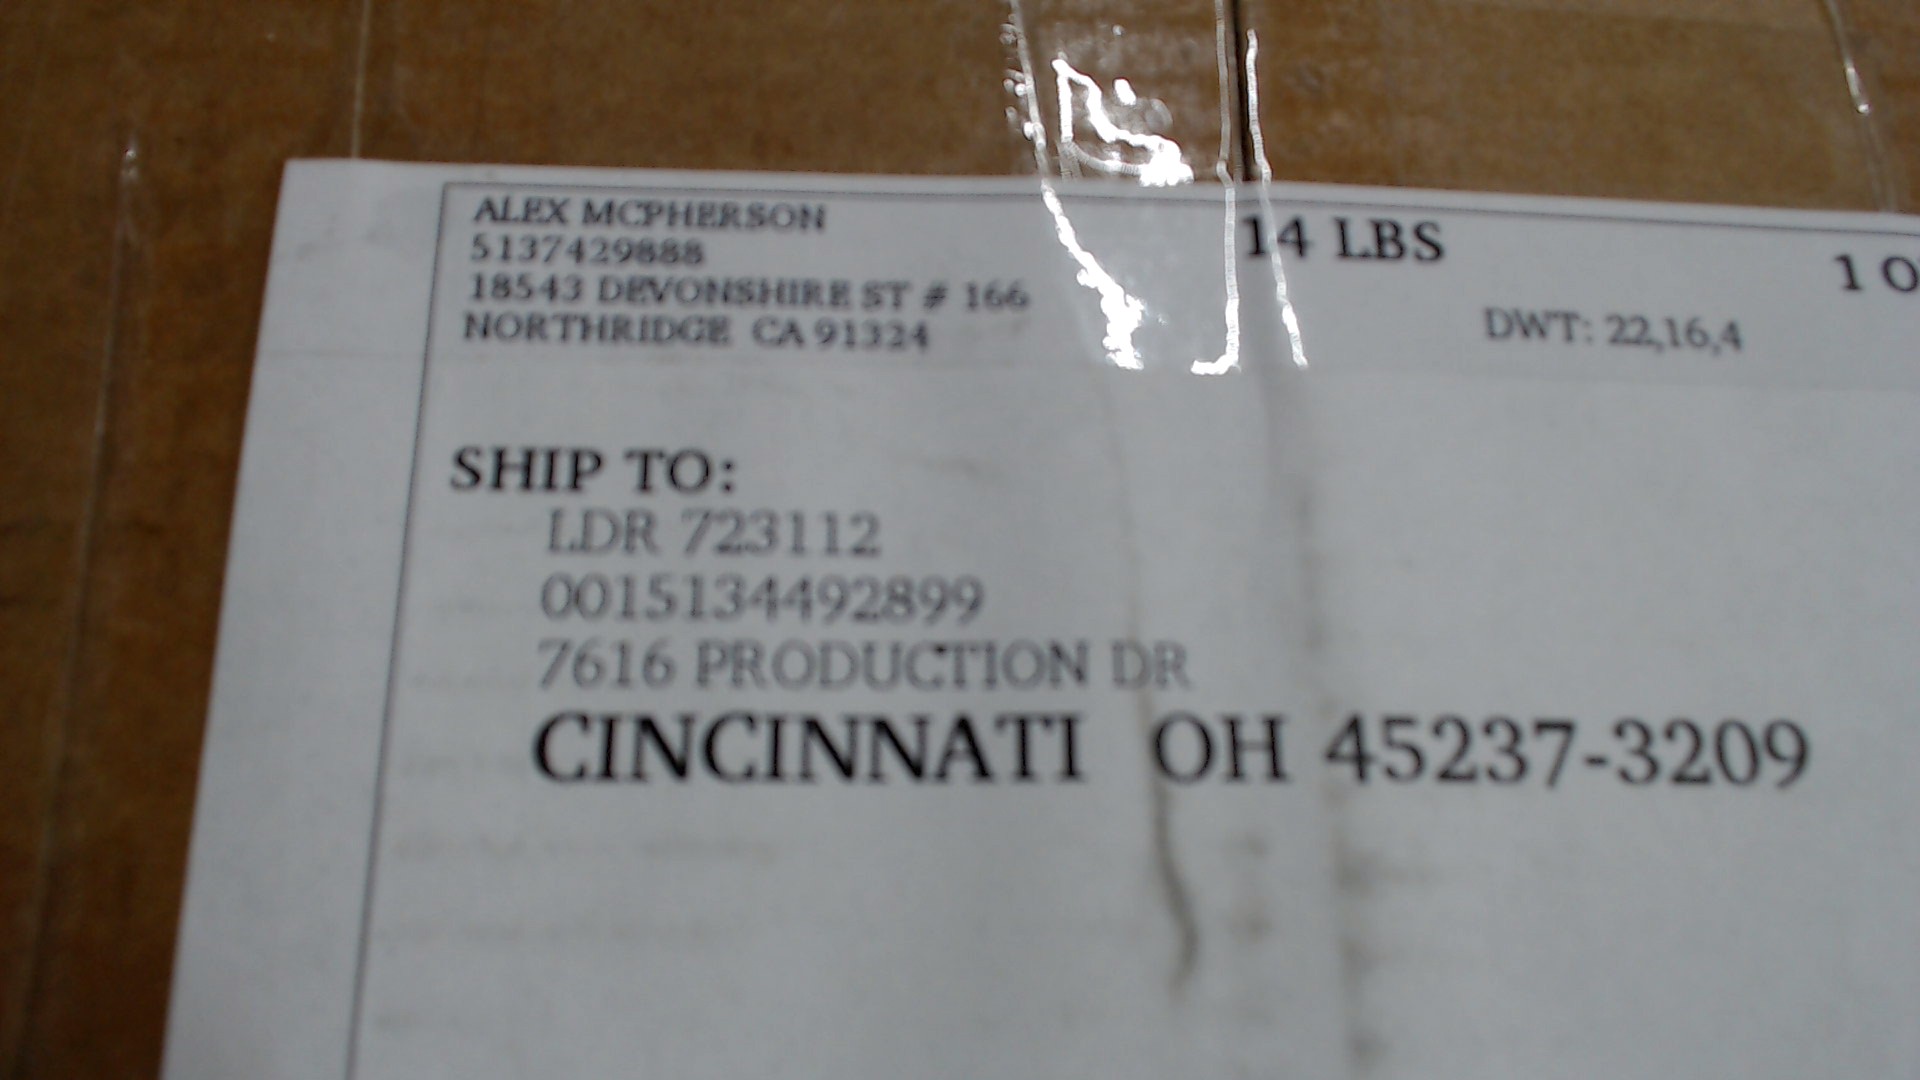 ALEX MCPHERSON
5137429888
18543 DEVONSHIRE ST # 166
NORTHRIDGE CA 91324
14 LBS
1 O
DWT: 22,16,4
SHIP TO:
LDR 723112
0015134492899
7616 PRODUCTION DR
CINCINNATI OH 45237-3209